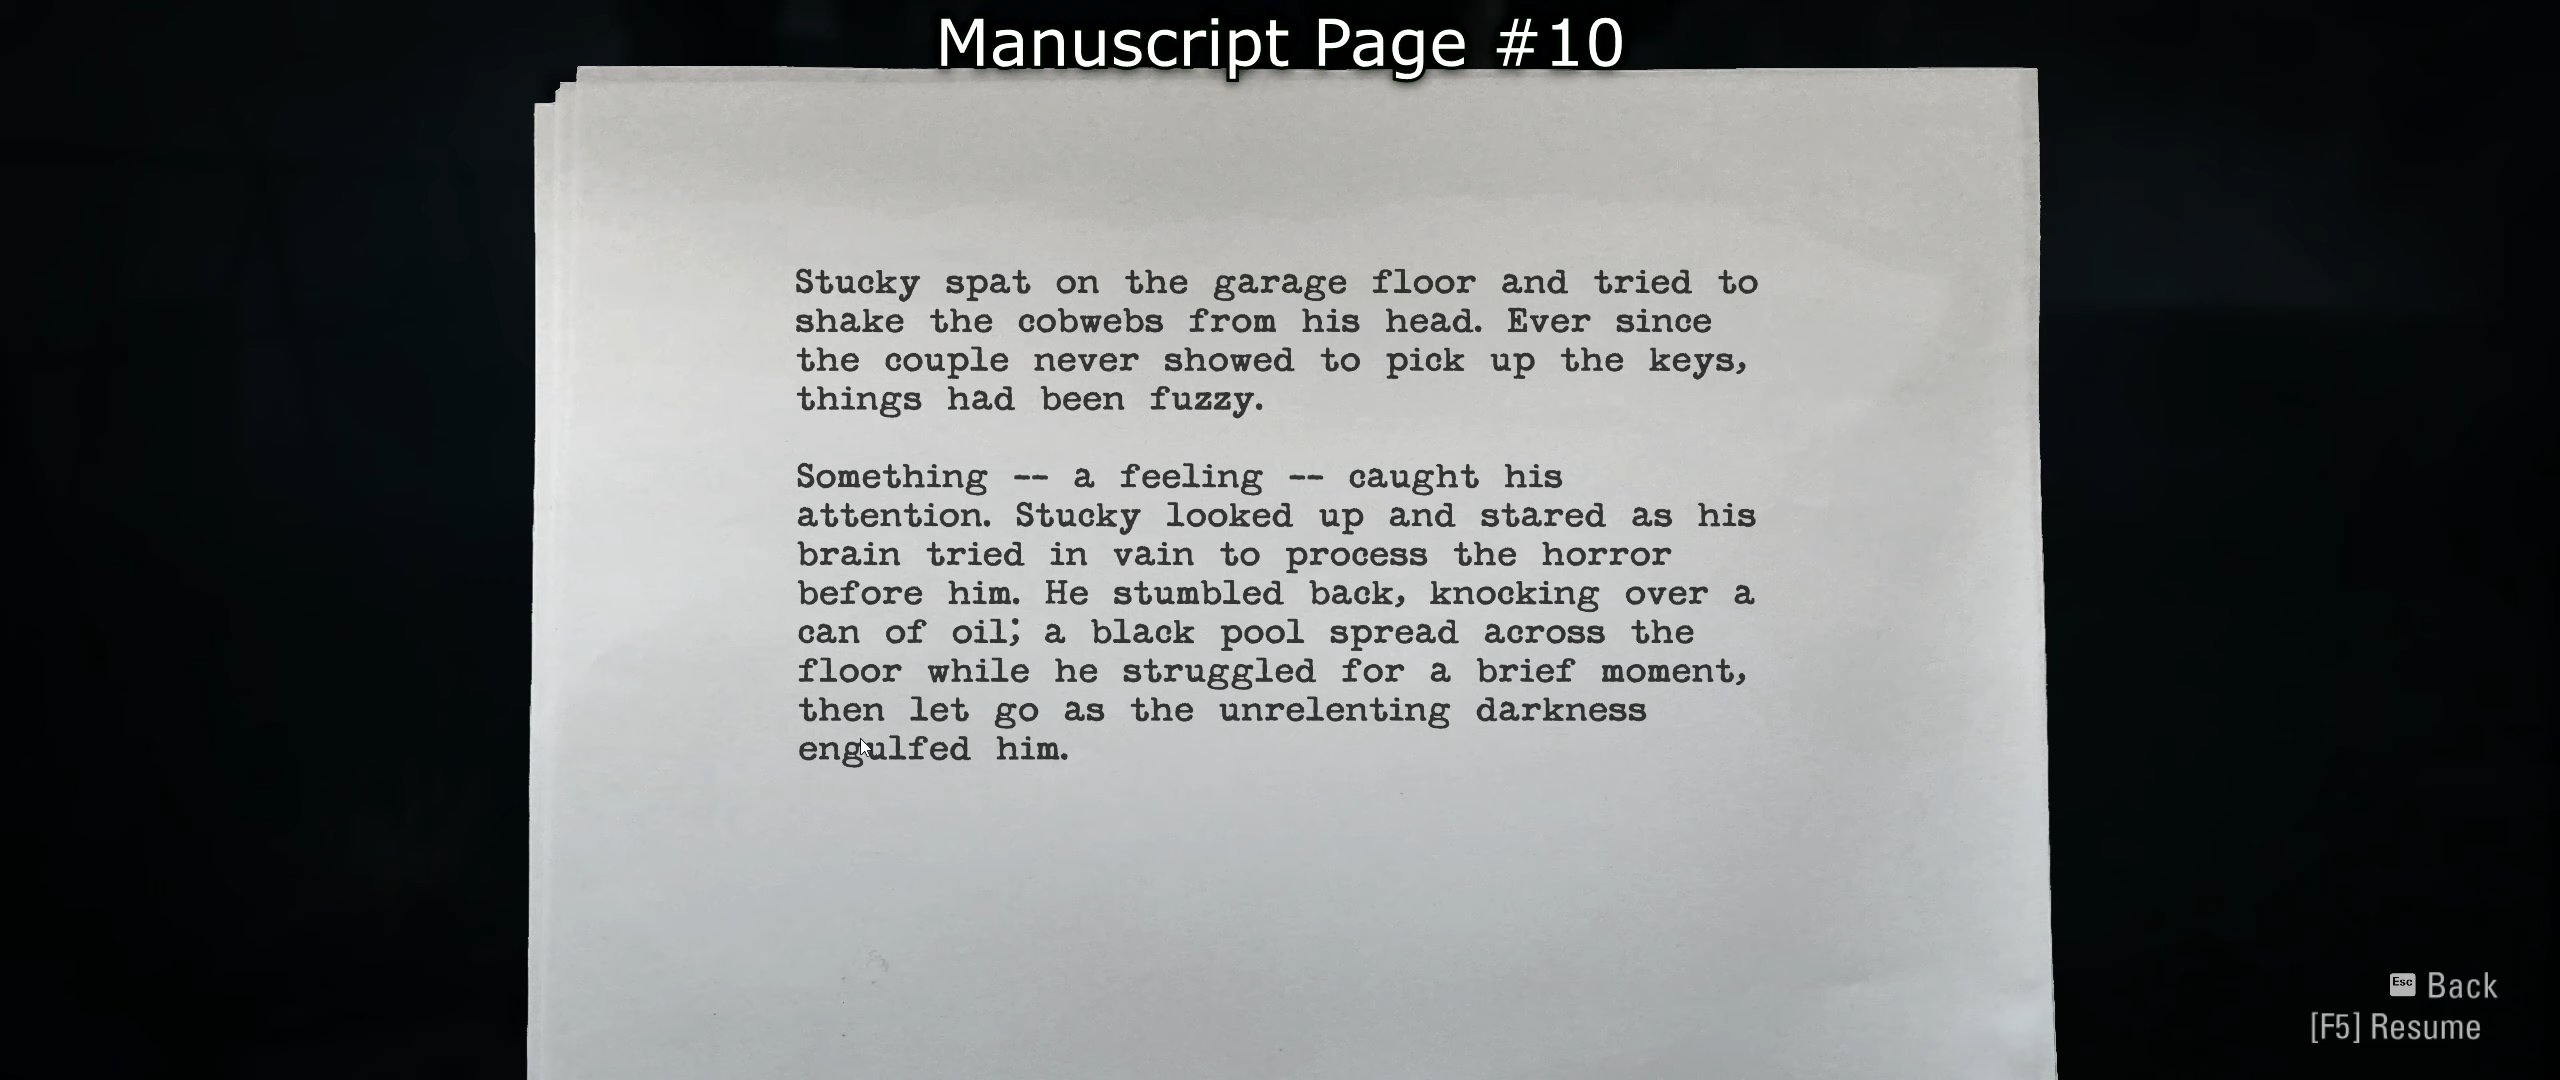 Manuscript Page #10
Stucky spat on the garage floor and tried to
shake the cobwebs from his head. Ever since
the couple never showed to pick up the keys,
things had been fuzzy.
Something -- a feeling -- caught his
attention. Stucky looked up and stared as his
brain tried in vain to process the horror
before him. He stumbled back, knocking over a
can of oil; a black pool spread across the
floor while he struggled for a brief moment,
then let go as the unrelenting darkness
engulfed him.
Esc Back
[F5] Resume